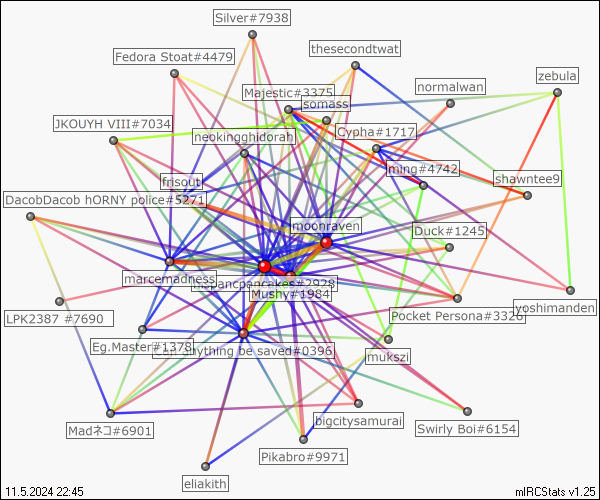 Silver#7938
thesecondtwat
Fedora Stoat#4479
zebula
normalwan
Majestic#3375
somass
JKOUYH VIII#7034
Cypha#1717
neokingghidorah
ming#4742
shawntee9
frisout
DacobDacob hORNY police#5271
moonraven
Duck#1245
marcemadness
pancpancakes#2928
Mushy#1984
yoshimanden
LPK2387 #7690
Pocket Persona#3326
Eg.Master#1378
anything be saved#0396
mukszi
bigcitysamurai
Madネコ#6901
Swirly Boi#6154
Pikabro#9971
eliakith
11.5.2024 22:45
mIRCStats v1.25